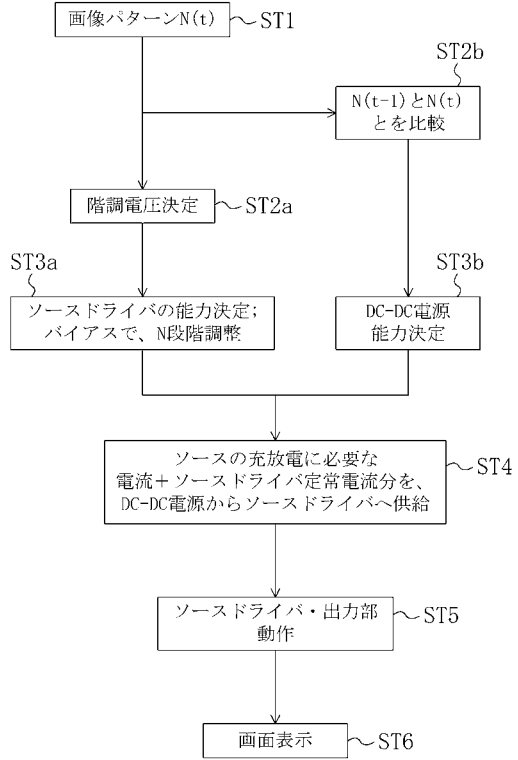 画像パターンN(t)
ST1
ST2b
N(t-1)とN(t)
とを比較
階調電圧決定
ST2a
ST3a
ソースドライバの能力決定;
バイアスで、N段階調整
ST3b
DC-DC電源
能力決定
ソースの充放電に必要な
電流＋ソースドライバ定常電流分を、
DC-DC電源からソースドライバへ供給
ST4
ソースドライバ・出力部
動作
ST5
画面表示
ST6